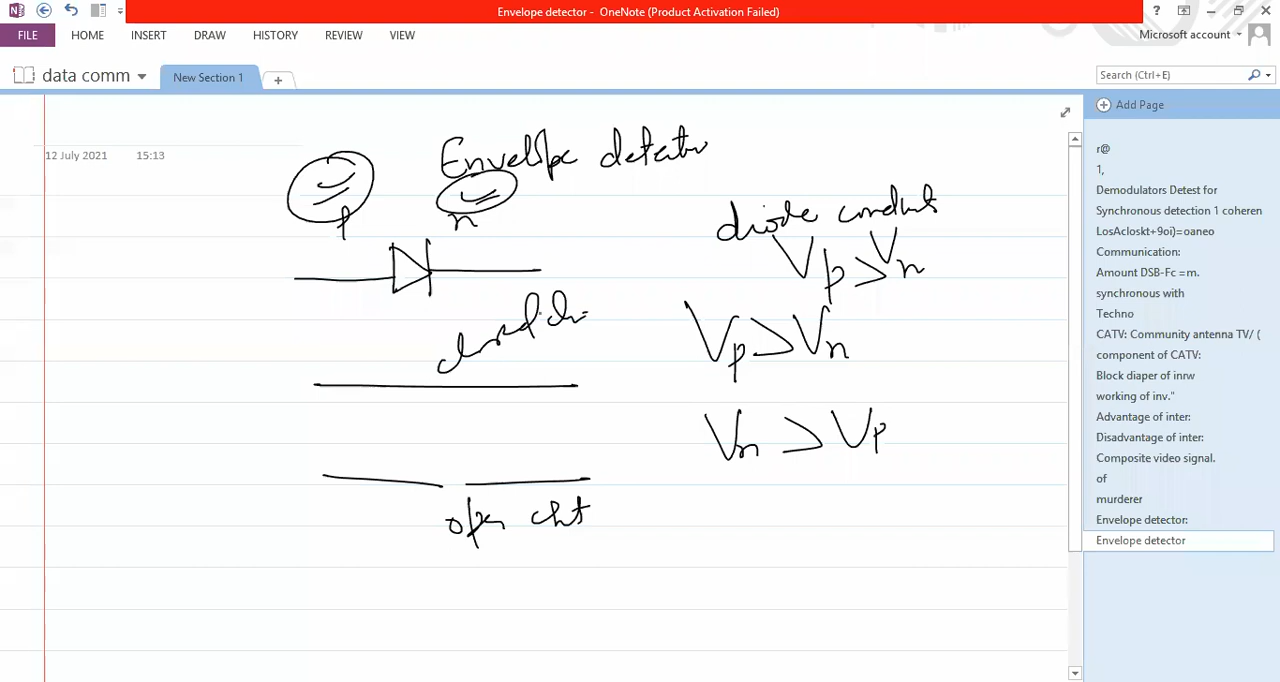 Envelope detector - OneNote (Product Activation Failed)
FILE HOME INSERT DRAW HISTORY REVIEW VIEW
Microsoft account
data comm
New Section 1
+
Search (Ctrl+E)
Add Page
12 July 2021 15:13
Envelope detector
p n
diode conducts
Vp > Vn
closed ckt
Vp > Vn
Vn > Vp
open ckt
r@
1,
Demodulators Detest for
Synchronous detection 1 coheren
LosAcloskt+9oi)=oaneo
Communication:
Amount DSB-Fc =m.
synchronous with
Techno
CATV: Community antenna TV/ (
component of CATV:
Block diaper of inrw
working of inv."
Advantage of inter:
Disadvantage of inter:
Composite video signal.
of
murderer
Envelope detector:
Envelope detector